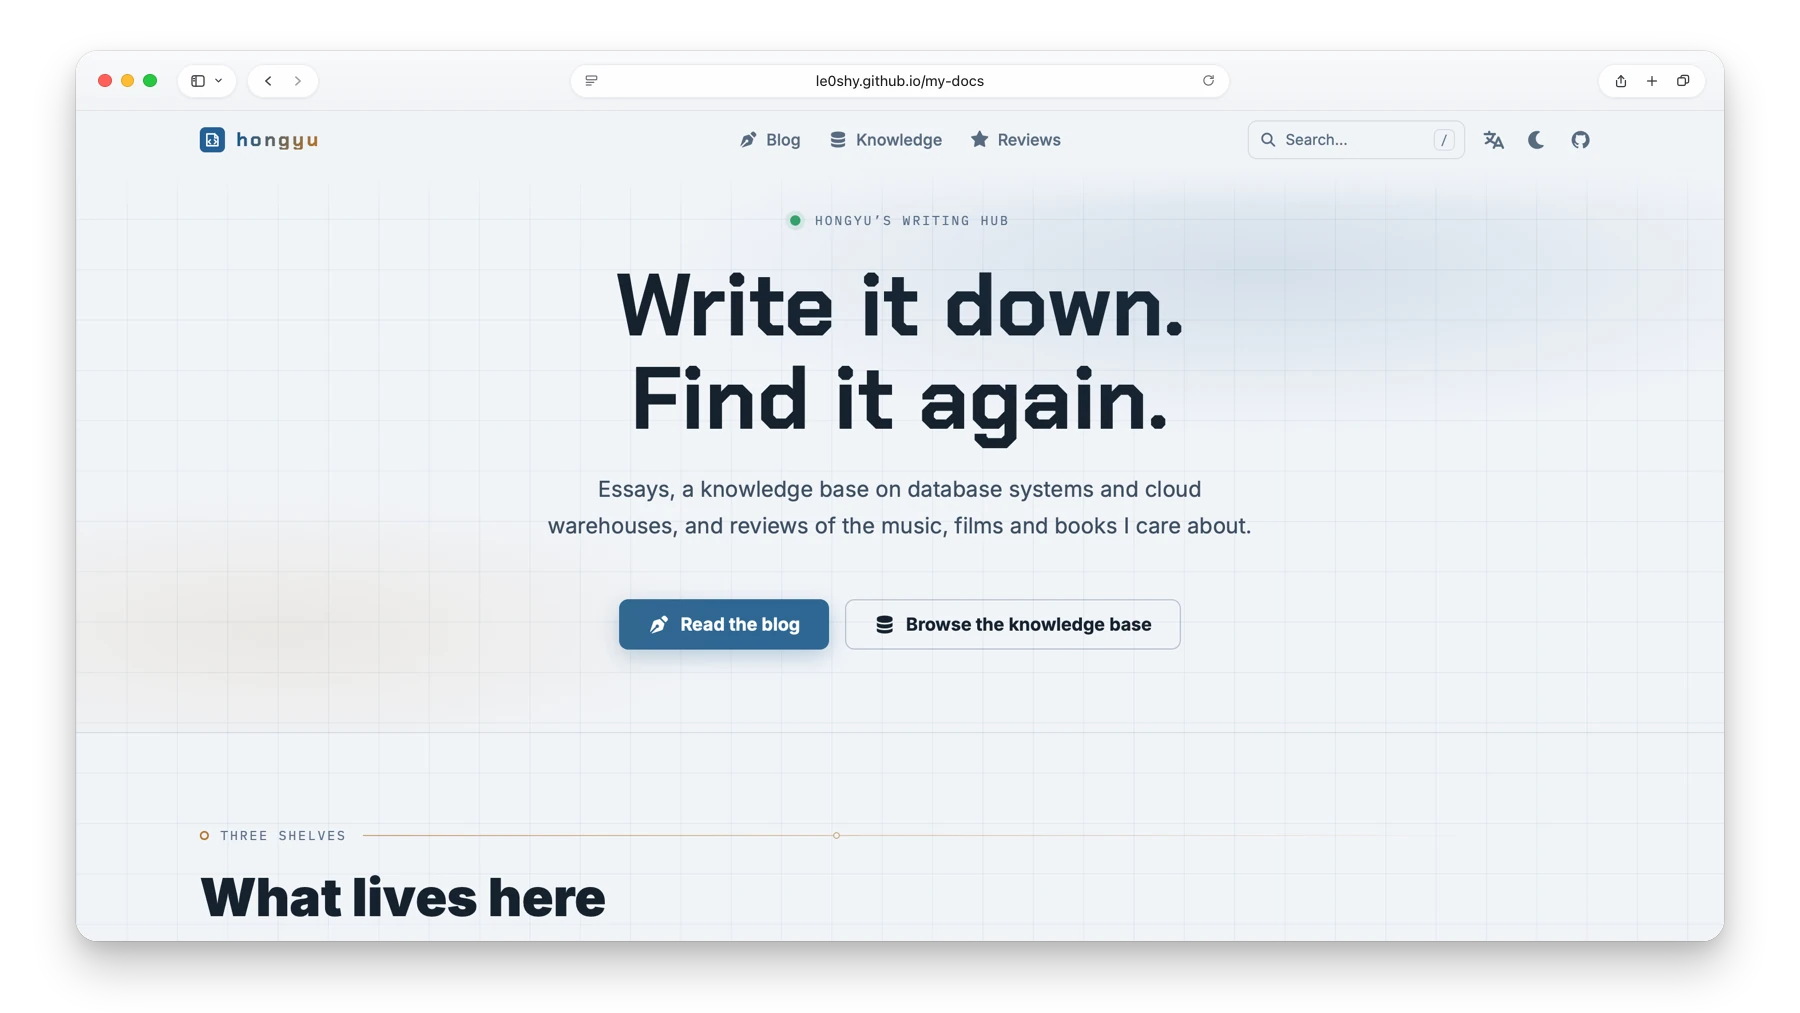 le0shy.github.io/my-docs
hongyu
Blog
Knowledge
Reviews
Search...
/
HONGYU’S WRITING HUB
Write it down.
Find it again.
Essays, a knowledge base on database systems and cloud
warehouses, and reviews of the music, films and books I care about.
Read the blog
Browse the knowledge base
THREE SHELVES
What lives here